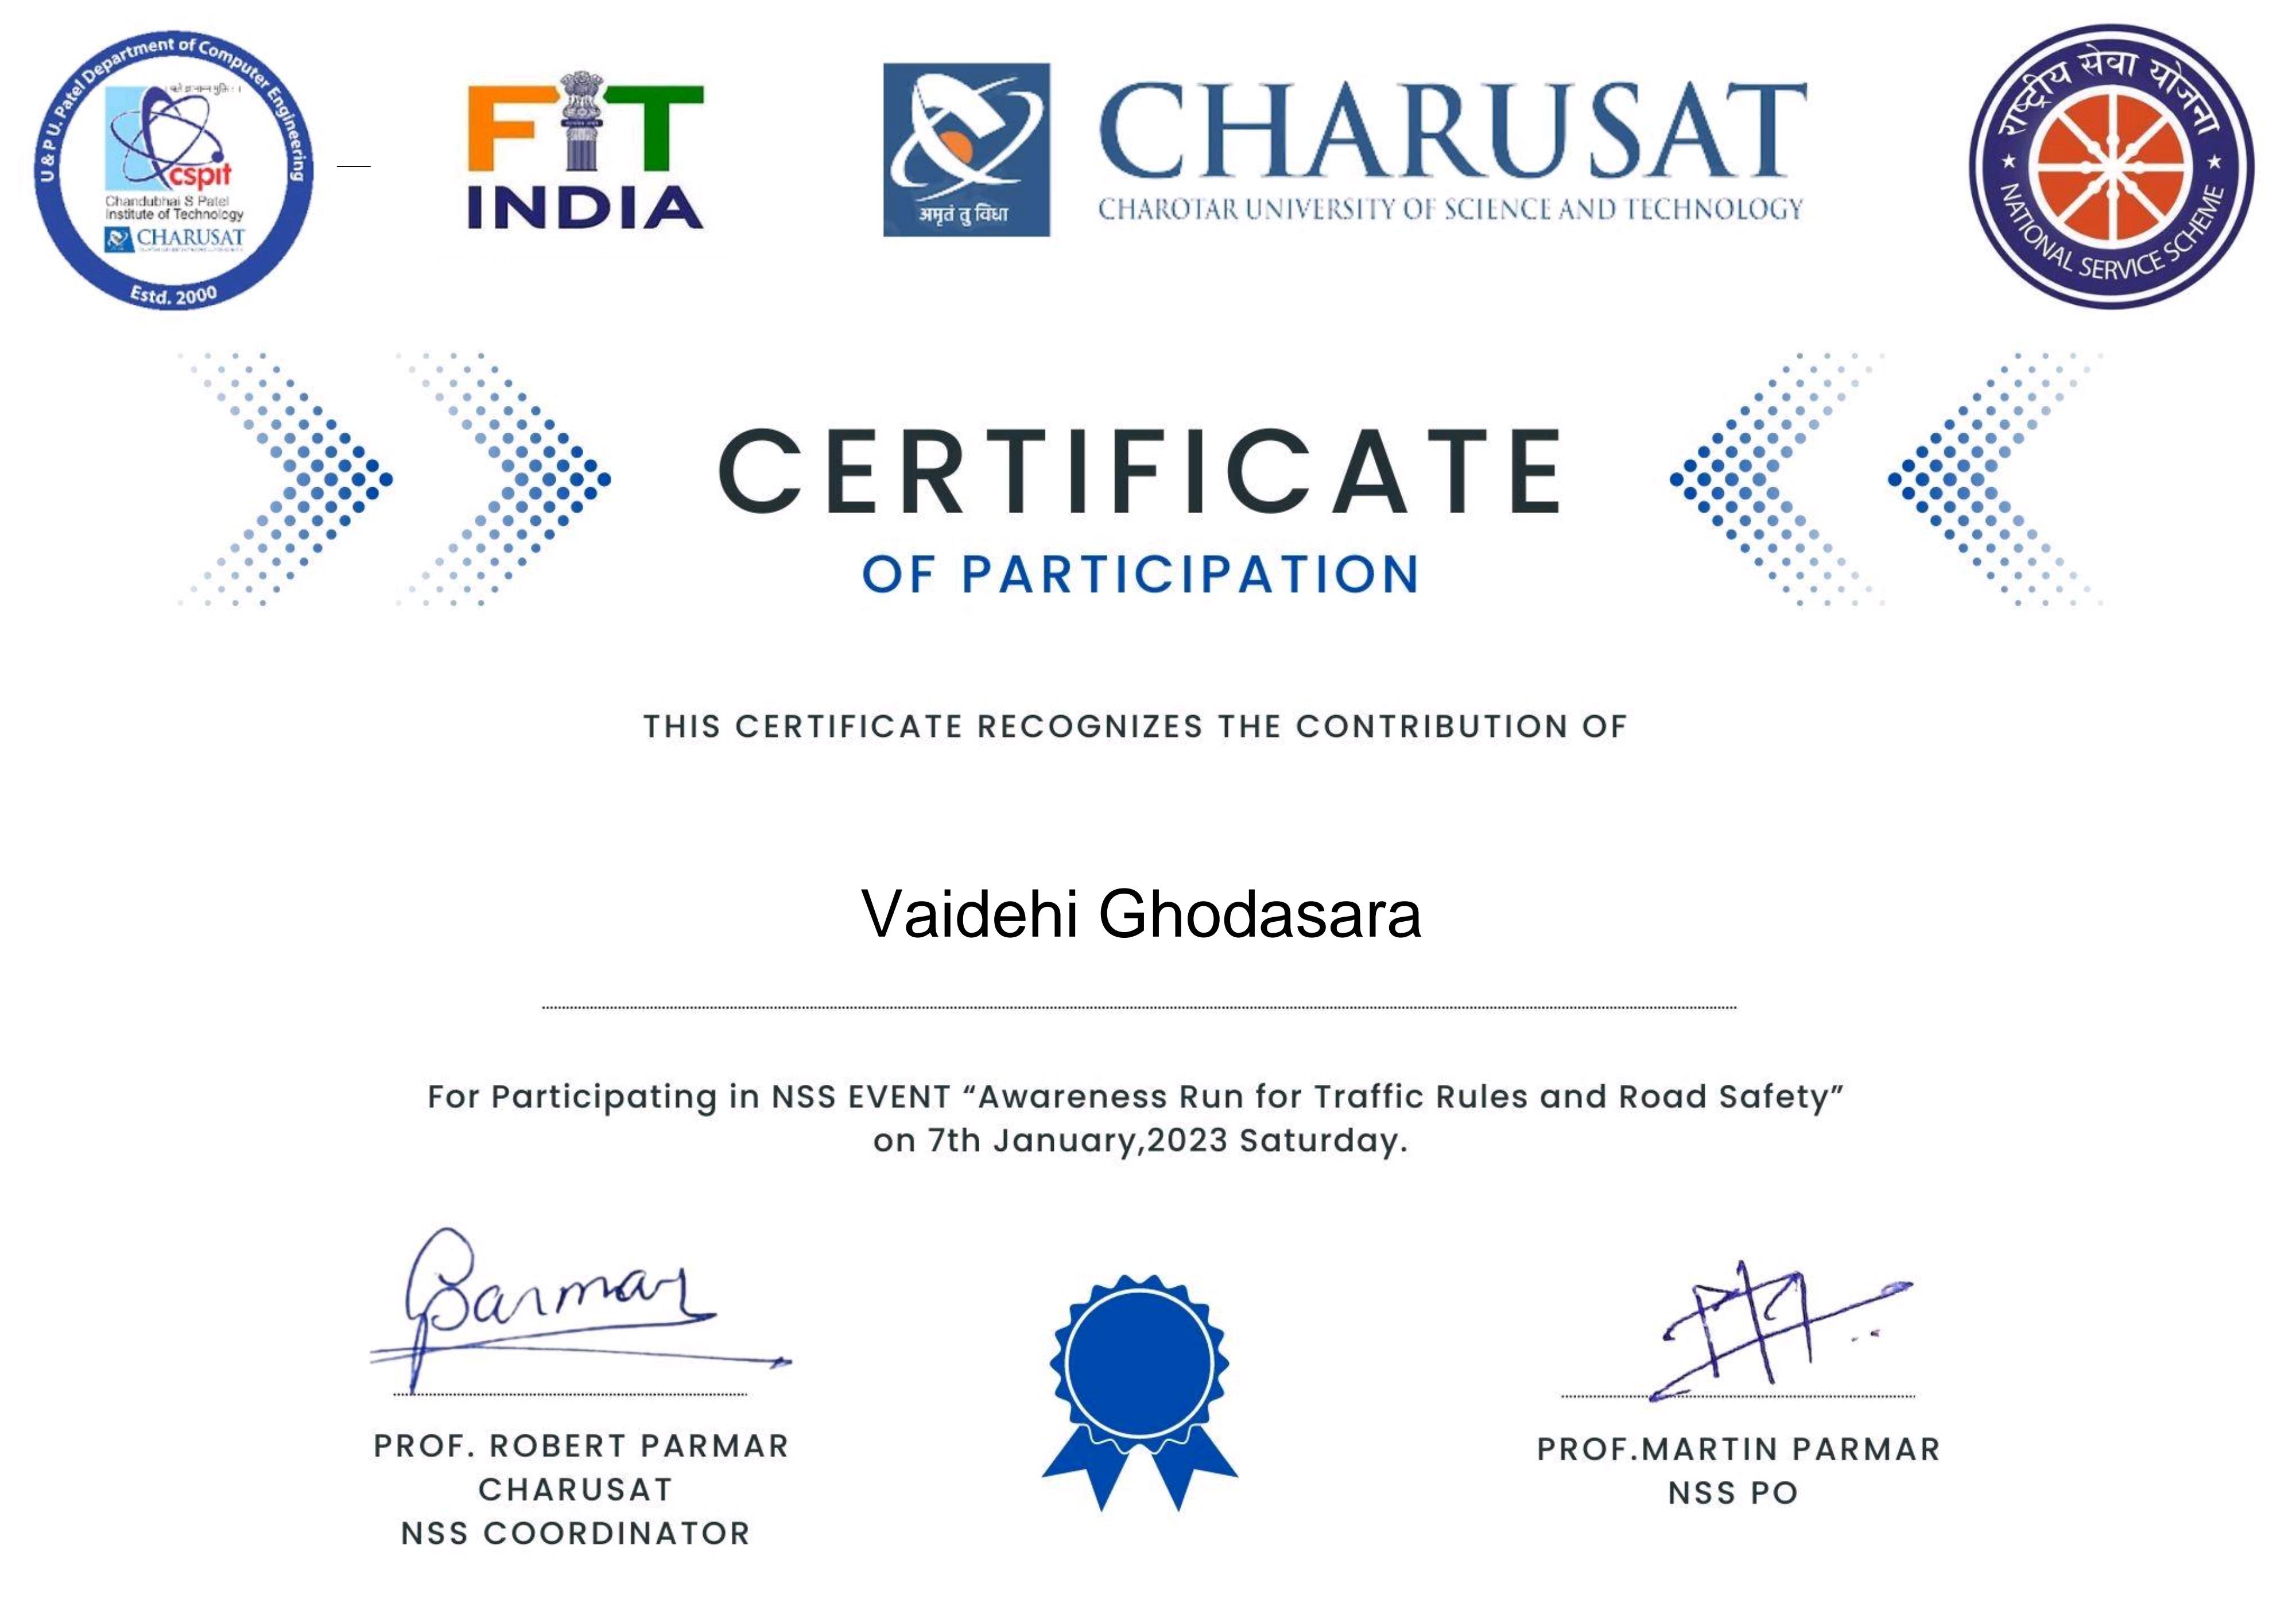 U & P U. Patel Department of Computer Engineering
cspit
Chandubhai S Patel
Institute of Technology
CHARUSAT
Estd. 2000
FIT
INDIA
अमृतं तु विद्या
CHARUSAT
CHAROTAR UNIVERSITY OF SCIENCE AND TECHNOLOGY
राष्ट्रीय सेवा योजना
NATIONAL SERVICE SCHEME
CERTIFICATE
OF PARTICIPATION
THIS CERTIFICATE RECOGNIZES THE CONTRIBUTION OF
Vaidehi Ghodasara
For Participating in NSS EVENT “Awareness Run for Traffic Rules and Road Safety”
on 7th January,2023 Saturday.
Parmar
PROF. ROBERT PARMAR
CHARUSAT
NSS COORDINATOR
PROF.MARTIN PARMAR
NSS PO